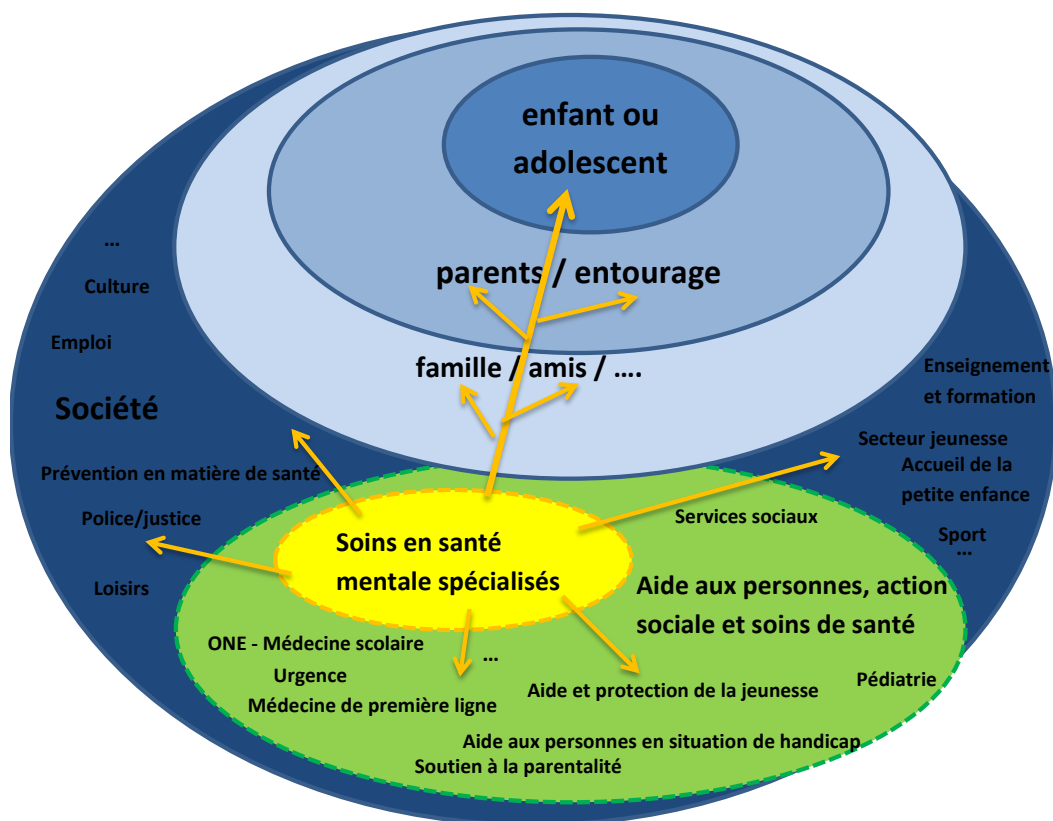 enfant ou
adolescent
...
parents / entourage
Culture
Emploi
famille / amis / ....
Enseignement
et formation
Société
Secteur jeunesse
Accueil de la
petite enfance
Prévention en matière de santé
Police/justice
Services sociaux
Sport
...
Soins en santé
mentale spécialisés
Loisirs
Aide aux personnes, action
sociale et soins de santé
ONE - Médecine scolaire
...
Urgence
Pédiatrie
Aide et protection de la jeunesse
Médecine de première ligne
Aide aux personnes en situation de handicap
Soutien à la parentalité